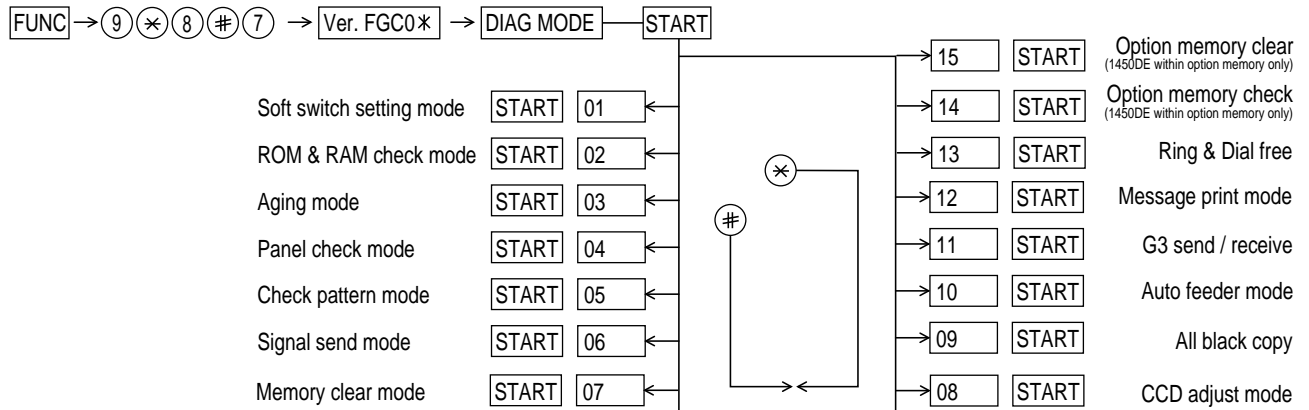 FUNC → 9 * 8 # 7 → Ver. FGC0* → DIAG MODE START
15 START Option memory clear
(1450DE within option memory only)
Soft switch setting mode START 01
14 START Option memory check
(1450DE within option memory only)
ROM & RAM check mode START 02
13 START Ring & Dial free
*
Aging mode START 03
12 START Message print mode
#
Panel check mode START 04
11 START G3 send / receive
Check pattern mode START 05
10 START Auto feeder mode
Signal send mode START 06
09 START All black copy
Memory clear mode START 07
08 START CCD adjust mode